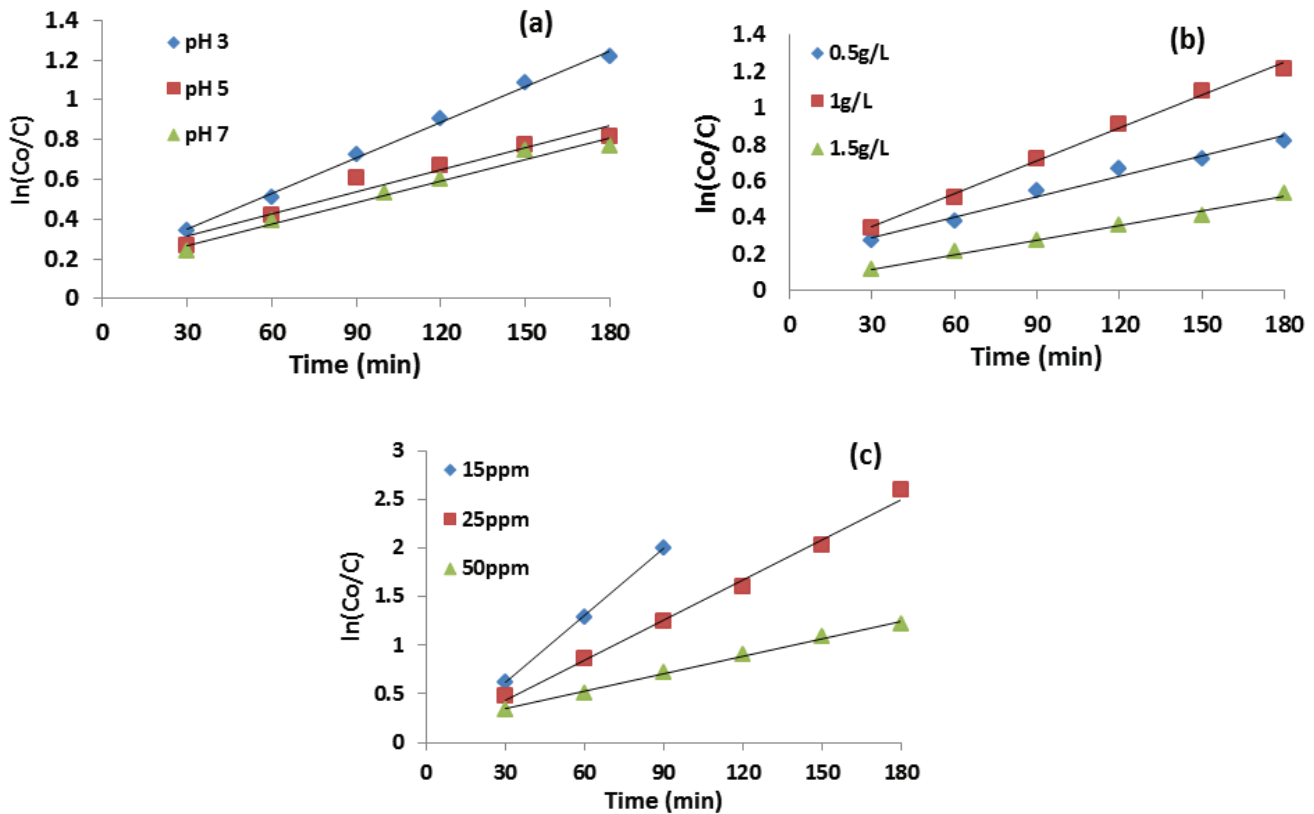 (a)
pH 3
pH 5
pH 7
ln(Co/C)
1.4
1.2
1
0.8
0.6
0.4
0.2
0
0 30 60 90 120 150 180
Time (min)
(b)
0.5g/L
1g/L
1.5g/L
ln(Co/C)
1.4
1.2
1
0.8
0.6
0.4
0.2
0
0 30 60 90 120 150 180
Time (min)
(c)
15ppm
25ppm
50ppm
ln(Co/C)
3
2.5
2
1.5
1
0.5
0
0 30 60 90 120 150 180
Time (min)